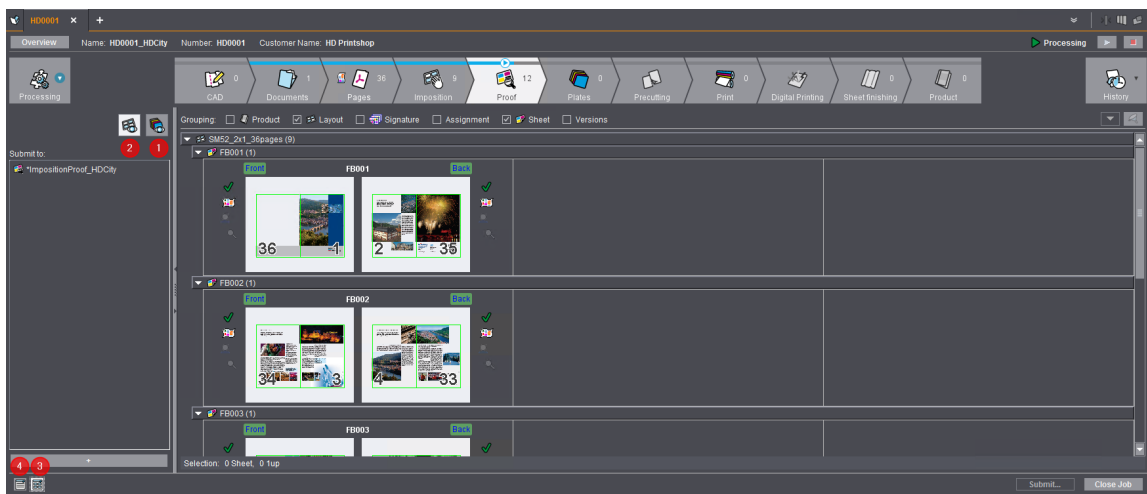 HD0001 × +
Overview Name: HD0001_HDCity Number: HD0001 Customer Name: HD Printshop Processing
Processing
CAD 0
Documents 1
Pages 36
Imposition 9
Proof 12
Plates 0
Precutting
Print 0
Digital Printing
Sheet finishing 0
Product 0
History
Grouping: Product Layout Signature Assignment Sheet Versions
2 1
Submit to:
*ImpositionProof_HDCity
SM52_2x1_36pages (9)
FB001 (1)
Front FB001 Back
36 1 2 35
FB002 (1)
Front FB002 Back
34 3 4 33
FB003 (1)
Front FB003 Back
+
4 3
Selection: 0 Sheet, 0 1up
Submit... Close Job